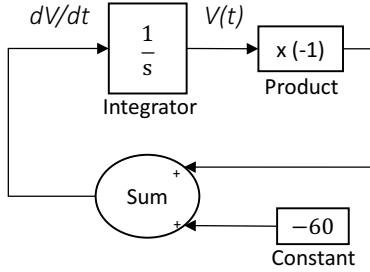 dV/dt
V(t)
1
s
x (-1)
Integrator
Product
+
Sum
+
−60
Constant